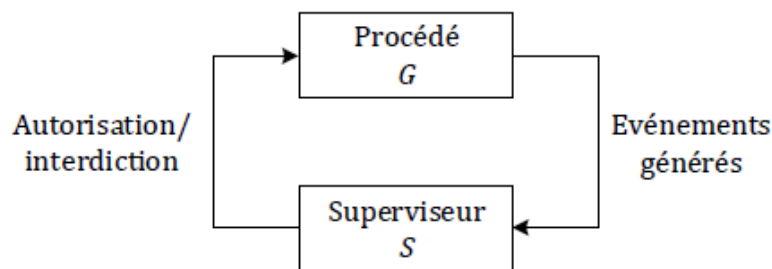 Procédé
G
Autorisation/
interdiction
Evénements
générés
Superviseur
S